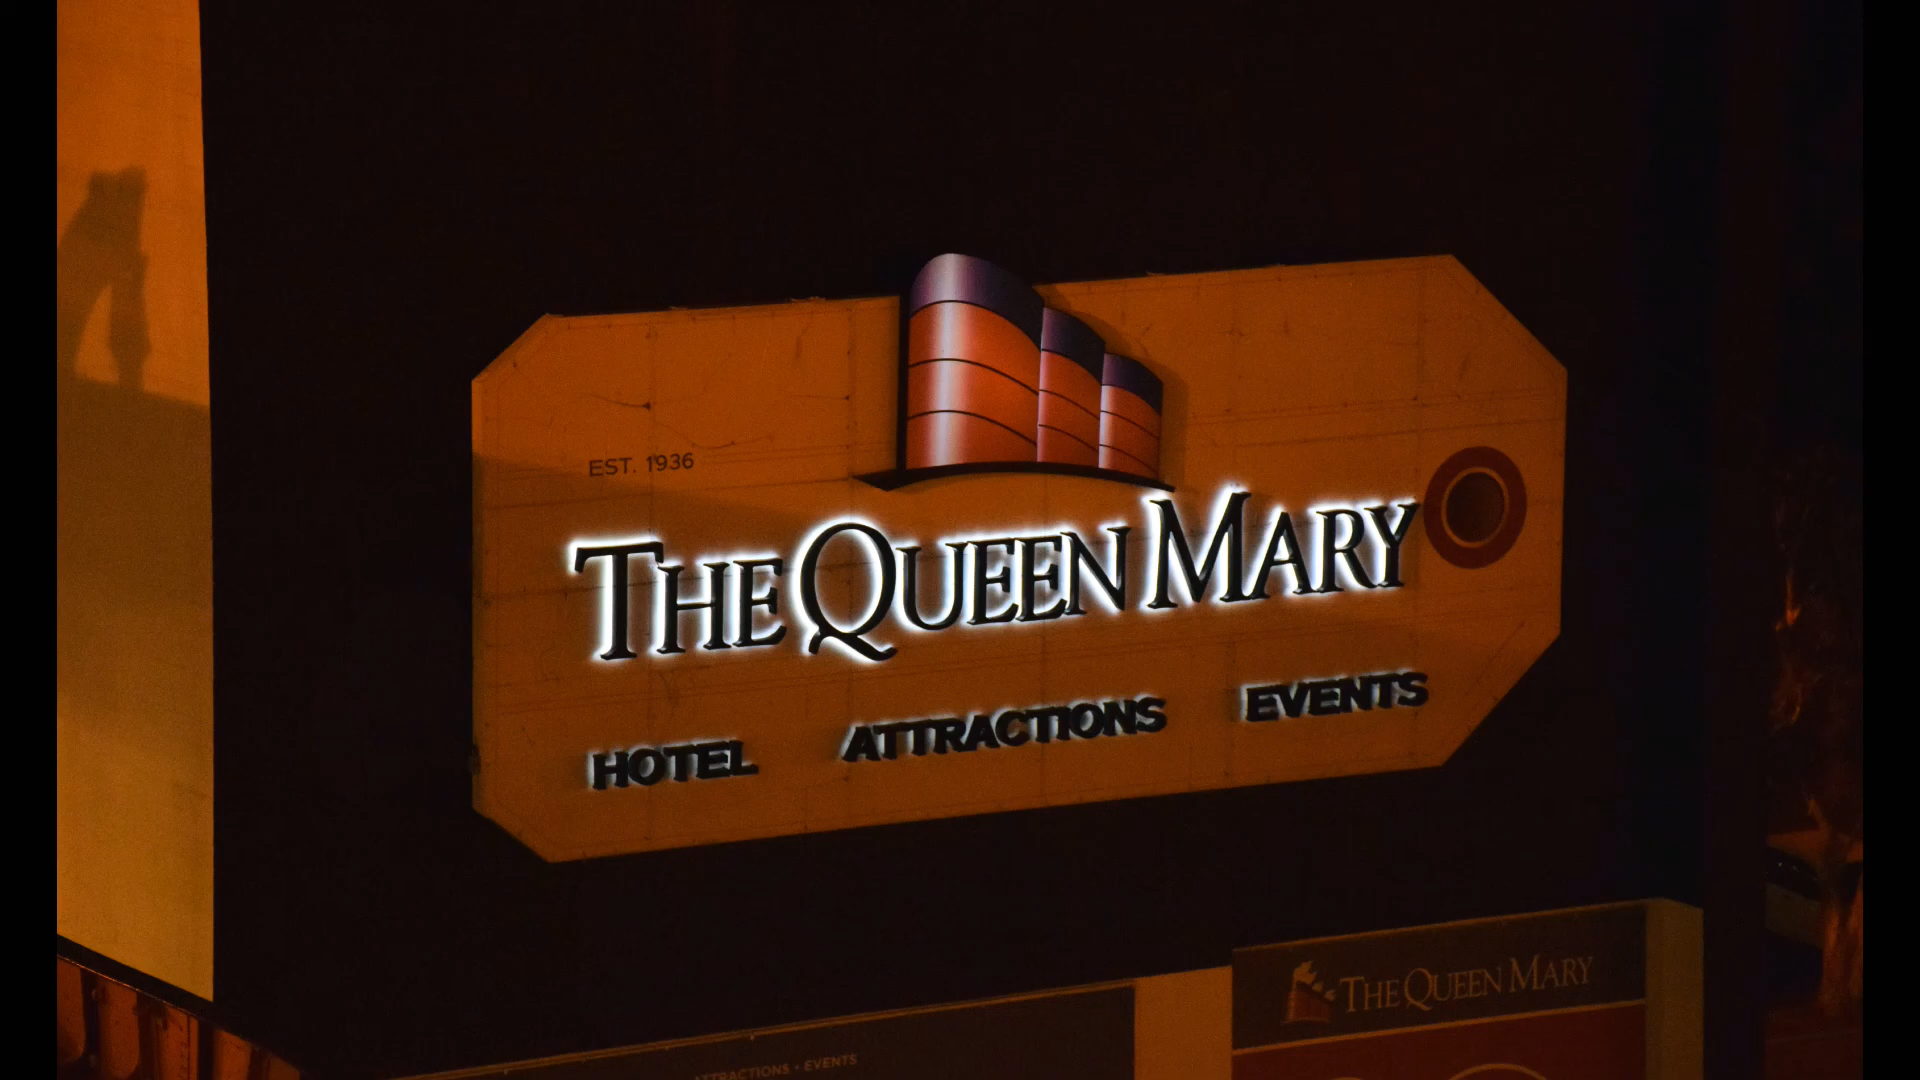 EST. 1936
THE QUEEN MARY
HOTEL ATTRACTIONS EVENTS
THE QUEEN MARY
ATTRACTIONS • EVENTS